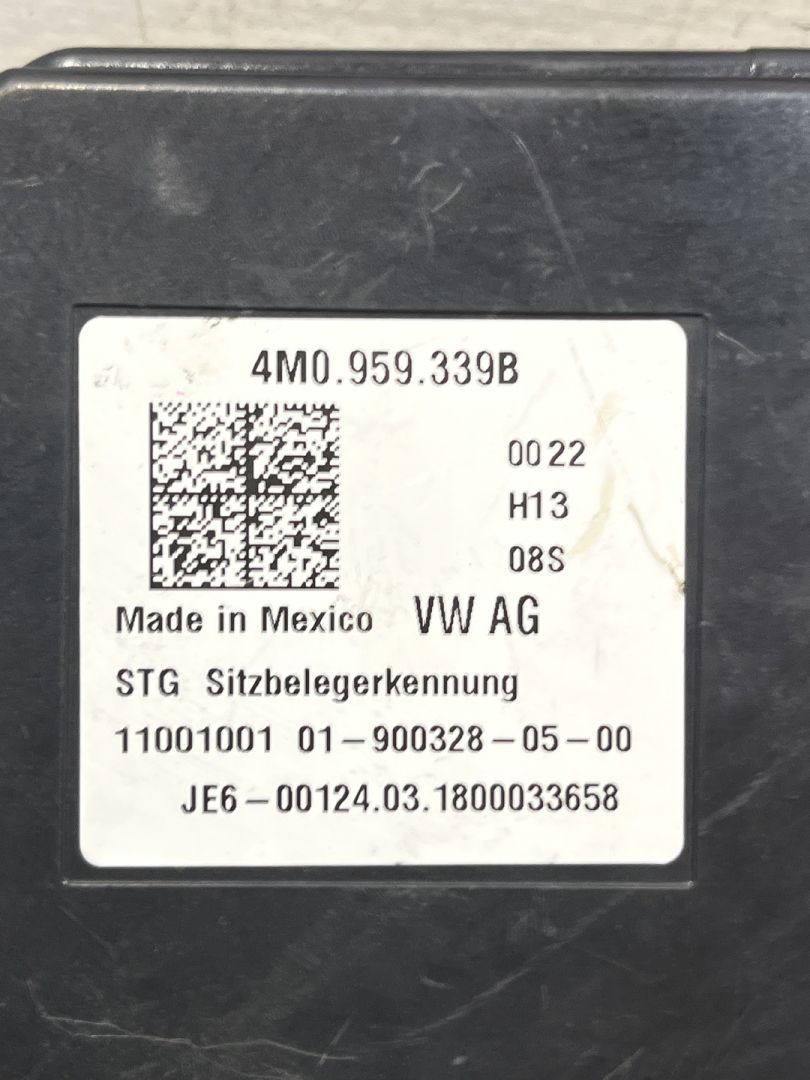 4M0.959.339B
0022
H13
08S
Made in Mexico VW AG
STG Sitzbelegerkennung
11001001 01-900328-05-00
JE6-00124.03.1800033658